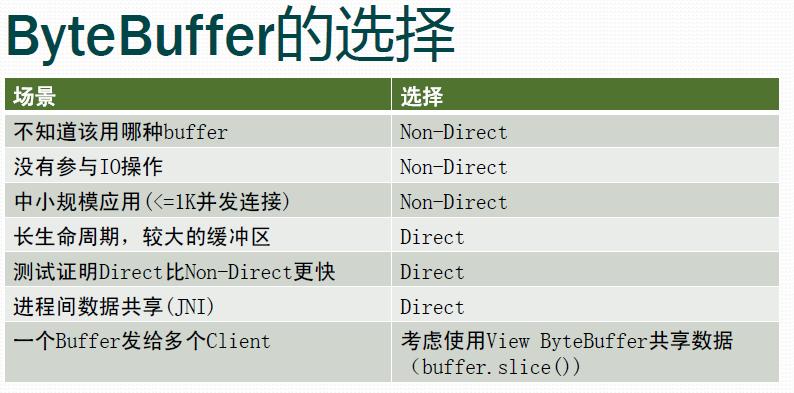 ByteBuffer的选择
场景 选择
不知道该用哪种buffer Non-Direct
没有参与IO操作 Non-Direct
中小规模应用(<=1K并发连接) Non-Direct
长生命周期，较大的缓冲区 Direct
测试证明Direct比Non-Direct更快 Direct
进程间数据共享(JNI) Direct
一个Buffer发给多个Client 考虑使用View ByteBuffer共享数据
（buffer.slice())